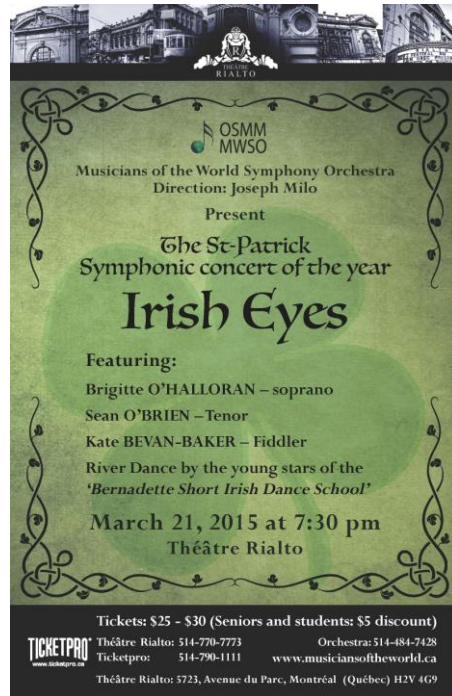 R
THÉÂTRE
RIALTO
OSMM
MWSO
Musicians of the World Symphony Orchestra
Direction: Joseph Milo
Present
The St-Patrick
Symphonic concert of the year
Irish Eyes
Featuring:
Brigitte O'HALLORAN – soprano
Sean O'BRIEN – Tenor
Kate BEVAN-BAKER – Fiddler
River Dance by the young stars of the
'Bernadette Short Irish Dance School'
March 21, 2015 at 7:30 pm
Théâtre Rialto
Tickets: $25 - $30 (Seniors and students: $5 discount)
TICKETPRO
www.ticketpro.ca
Théâtre Rialto: 514-770-7773 Orchestra: 514-484-7428
Ticketpro: 514-790-1111 www.musiciansoftheworld.ca
Théâtre Rialto: 5723, Avenue du Parc, Montréal (Québec) H2V 4G9